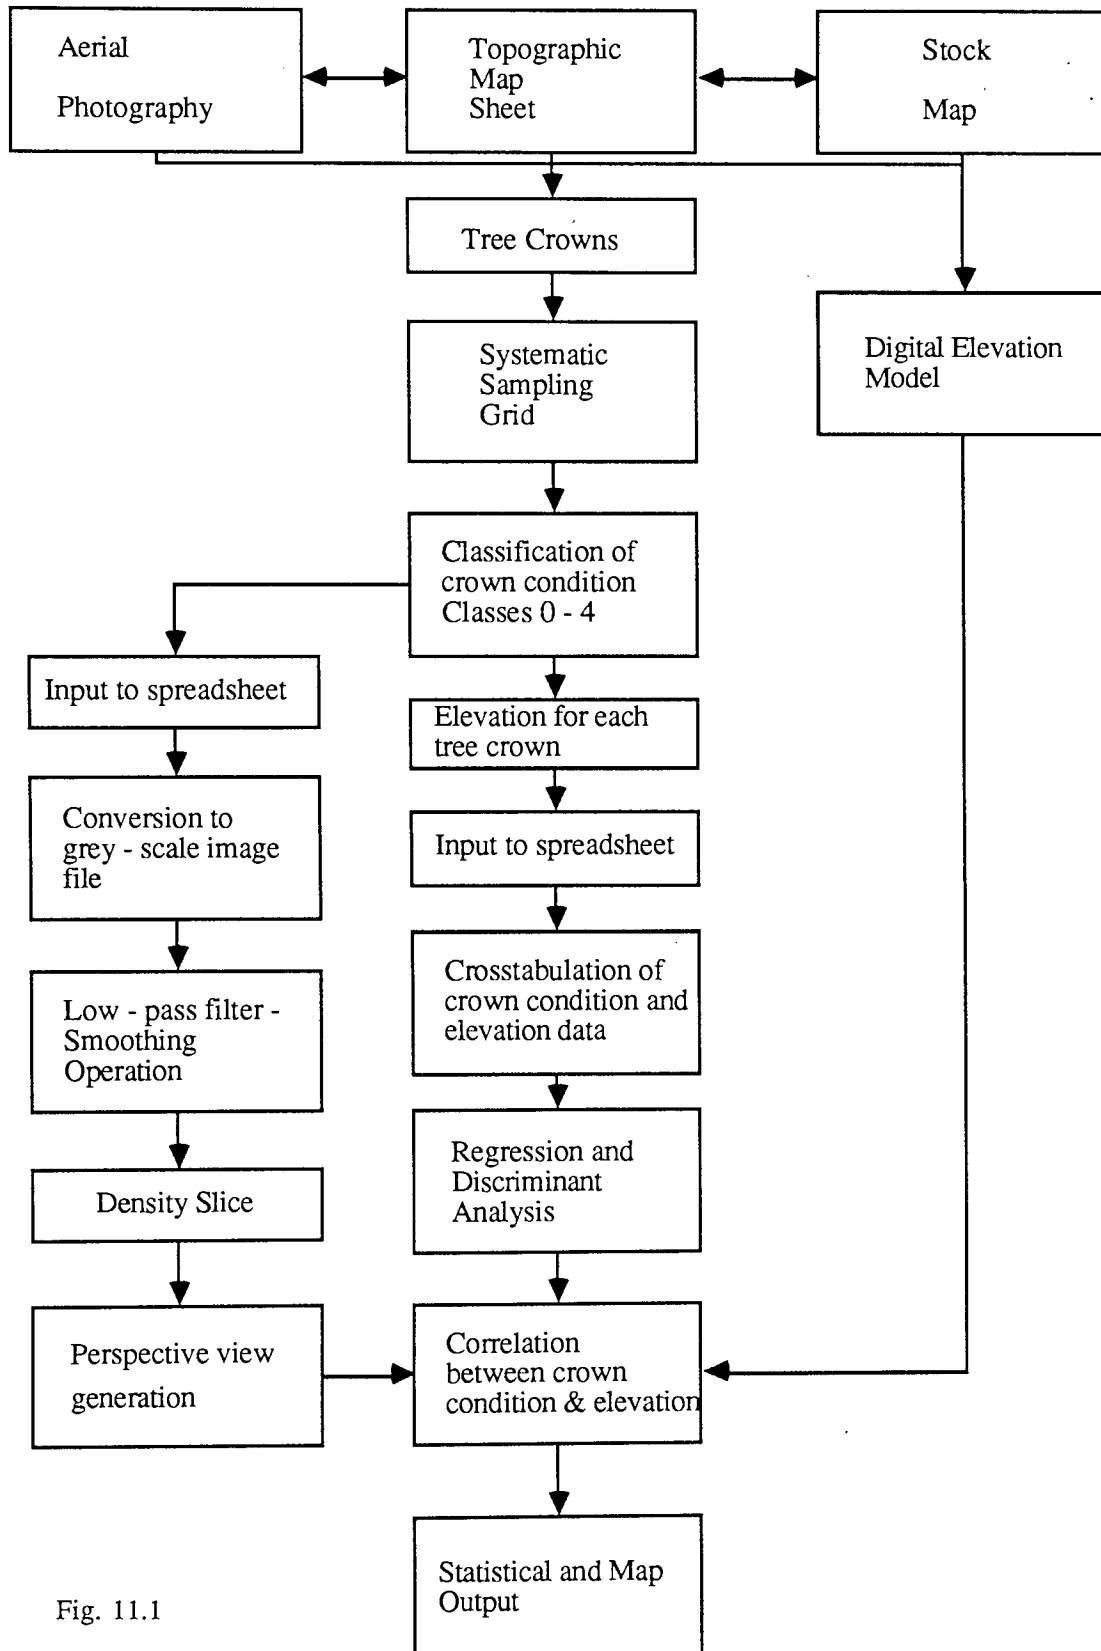 Aerial
Photography
Topographic
Map
Sheet
Stock
Map
Tree Crowns
Systematic
Sampling
Grid
Digital Elevation
Model
Classification of
crown condition
Classes 0 - 4
Input to spreadsheet
Elevation for each
tree crown
Conversion to
grey - scale image
file
Input to spreadsheet
Low - pass filter -
Smoothing
Operation
Crosstabulation of
crown condition and
elevation data
Density Slice
Regression and
Discriminant
Analysis
Perspective view
generation
Correlation
between crown
condition & elevation
Statistical and Map
Output
Fig. 11.1